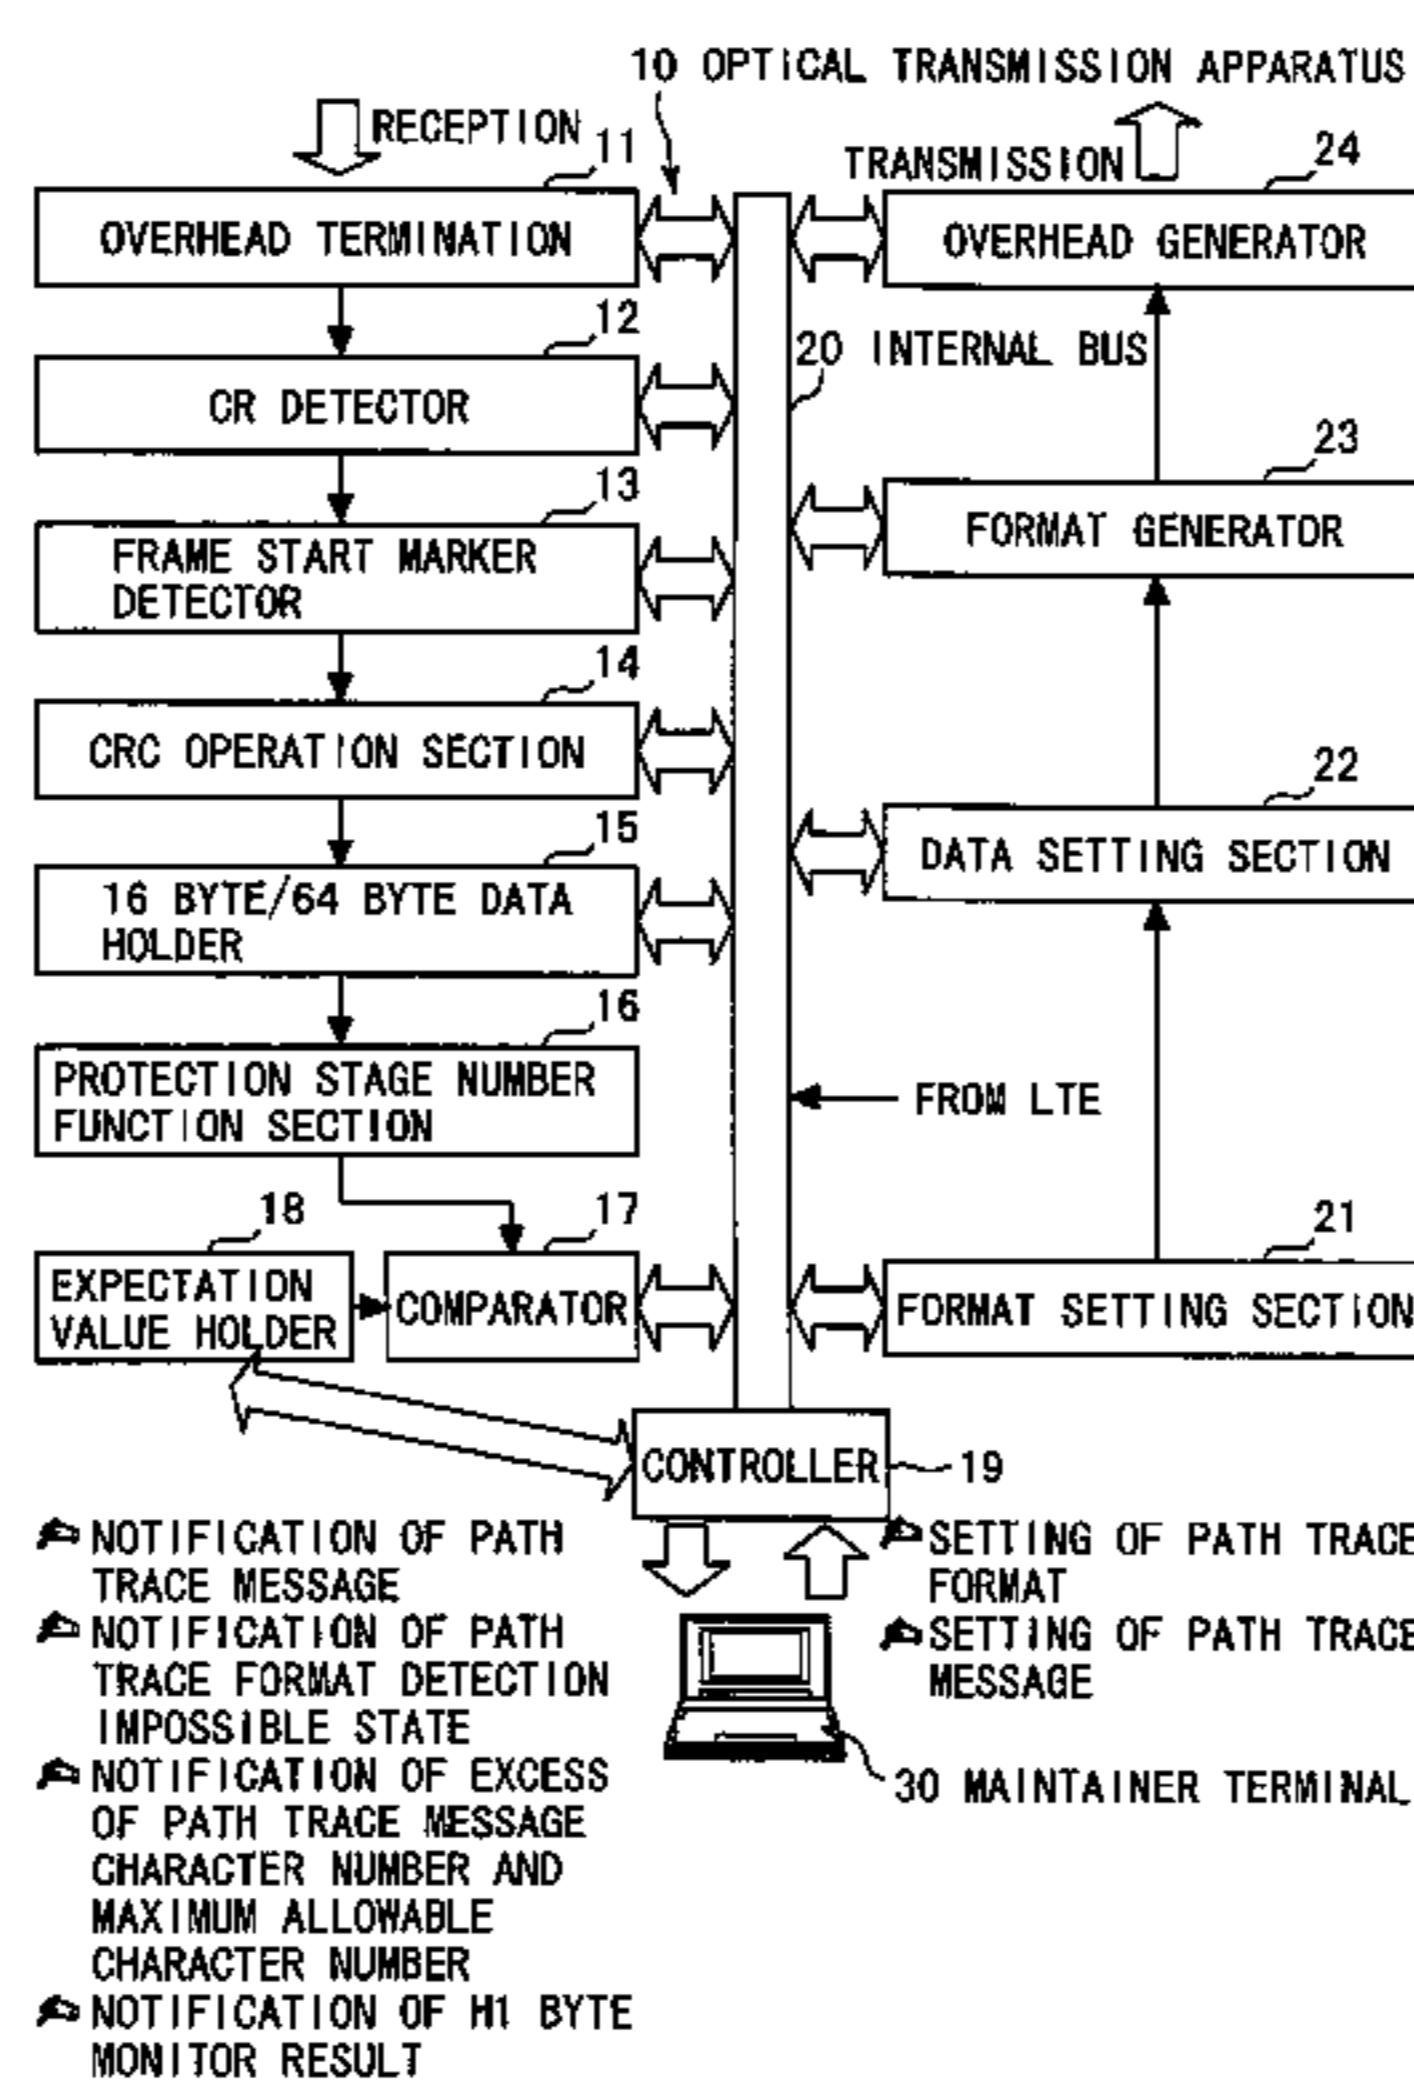 10 OPTICAL TRANSMISSION APPARATUS
RECEPTION
TRANSMISSION
11
OVERHEAD TERMINATION
24
OVERHEAD GENERATOR
12
CR DETECTOR
20 INTERNAL BUS
13
FRAME START MARKER
DETECTOR
23
FORMAT GENERATOR
14
CRC OPERATION SECTION
22
DATA SETTING SECTION
15
16 BYTE/64 BYTE DATA
HOLDER
16
PROTECTION STAGE NUMBER
FUNCTION SECTION
FROM LTE
18
EXPECTATION
VALUE HOLDER
17
COMPARATOR
21
FORMAT SETTING SECTION
CONTROLLER
19
NOTIFICATION OF PATH
TRACE MESSAGE
NOTIFICATION OF PATH
TRACE FORMAT DETECTION
IMPOSSIBLE STATE
NOTIFICATION OF EXCESS
OF PATH TRACE MESSAGE
CHARACTER NUMBER AND
MAXIMUM ALLOWABLE
CHARACTER NUMBER
NOTIFICATION OF H1 BYTE
MONITOR RESULT
SETTING OF PATH TRACE
FORMAT
SETTING OF PATH TRACE
MESSAGE
30 MAINTAINER TERMINAL